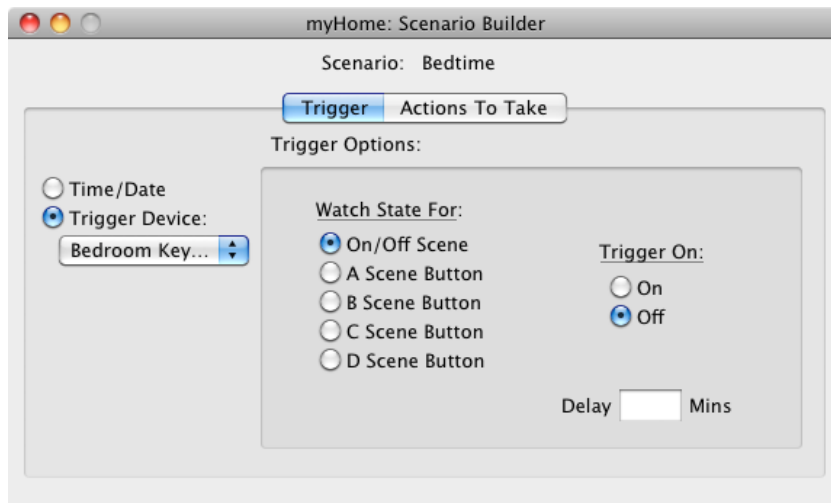 myHome: Scenario Builder
Scenario: Bedtime
Trigger
Actions To Take
Trigger Options:
Time/Date
Trigger Device:
Bedroom Key...
Watch State For:
On/Off Scene
A Scene Button
B Scene Button
C Scene Button
D Scene Button
Trigger On:
On
Off
Delay
Mins